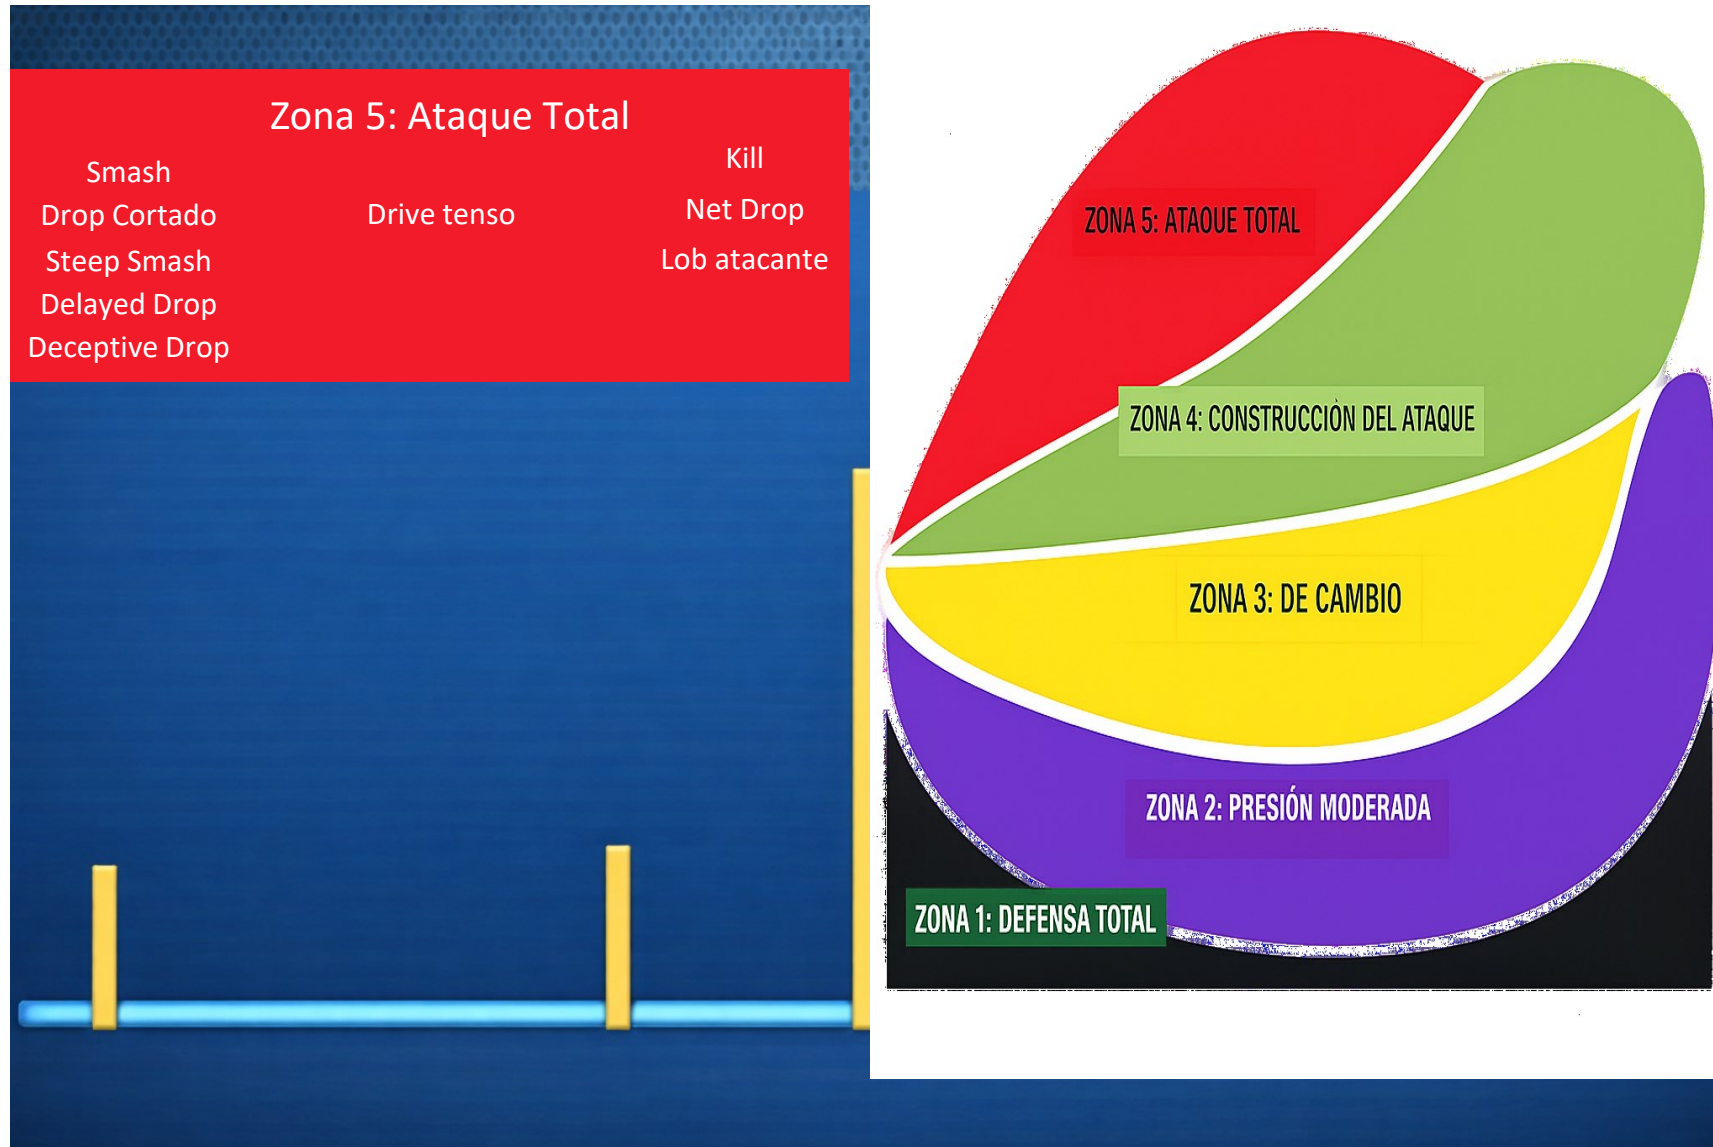 Zona 5: Ataque Total
Smash
Drop Cortado
Steep Smash
Delayed Drop
Deceptive Drop
Drive tenso
Kill
Net Drop
Lob atacante
ZONA 5: ATAQUE TOTAL
ZONA 4: CONSTRUCCIÓN DEL ATAQUE
ZONA 3: DE CAMBIO
ZONA 2: PRESIÓN MODERADA
ZONA 1: DEFENSA TOTAL